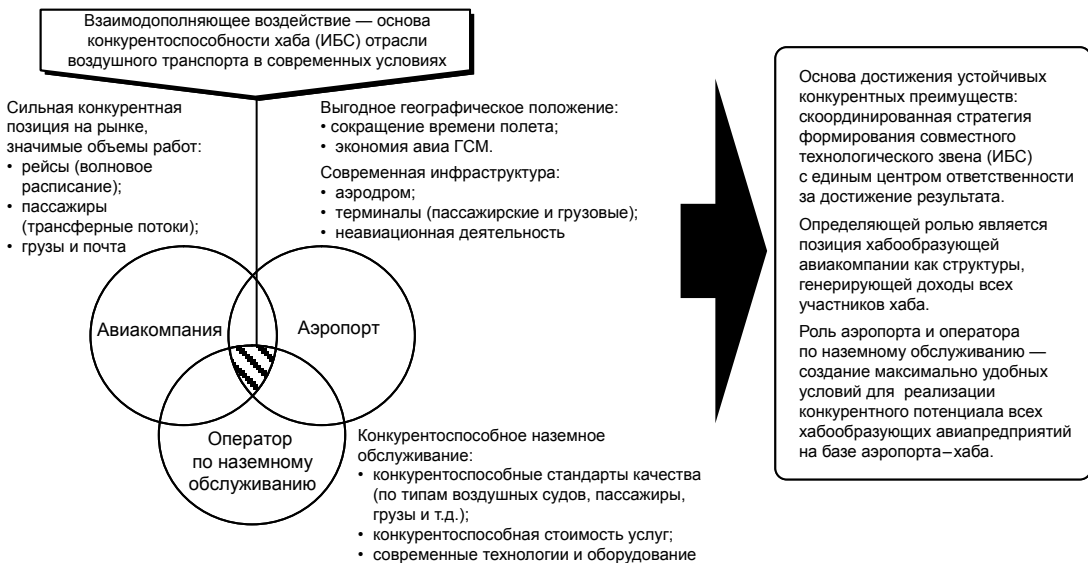 Взаимодополняющее воздействие — основа
конкурентоспособности хаба (ИБС) отрасли
воздушного транспорта в современных условиях
Сильная конкурентная
позиция на рынке,
значимые объемы работ:
• рейсы (волновое
расписание);
• пассажиры
(трансферные потоки);
• грузы и почта
Выгодное географическое положение:
• сокращение времени полета;
• экономия авиа ГСМ.
Современная инфраструктура:
• аэродром;
• терминалы (пассажирские и грузовые);
• неавиационная деятельность
Авиакомпания
Аэропорт
Оператор
по наземному
обслуживанию
Конкурентоспособное наземное
обслуживание:
• конкурентоспособные стандарты качества
(по типам воздушных судов, пассажиры,
грузы и т.д.);
• конкурентоспособная стоимость услуг;
• современные технологии и оборудование
Основа достижения устойчивых
конкурентных преимуществ:
скоординированная стратегия
формирования совместного
технологического звена (ИБС)
с единым центром ответственности
за достижение результата.
Определяющей ролью является
позиция хабообразующей
авиакомпании как структуры,
генерирующей доходы всех
участников хаба.
Роль аэропорта и оператора
по наземному обслуживанию —
создание максимально удобных
условий для реализации
конкурентного потенциала всех
хабообразующих авиапредприятий
на базе аэропорта–хаба.